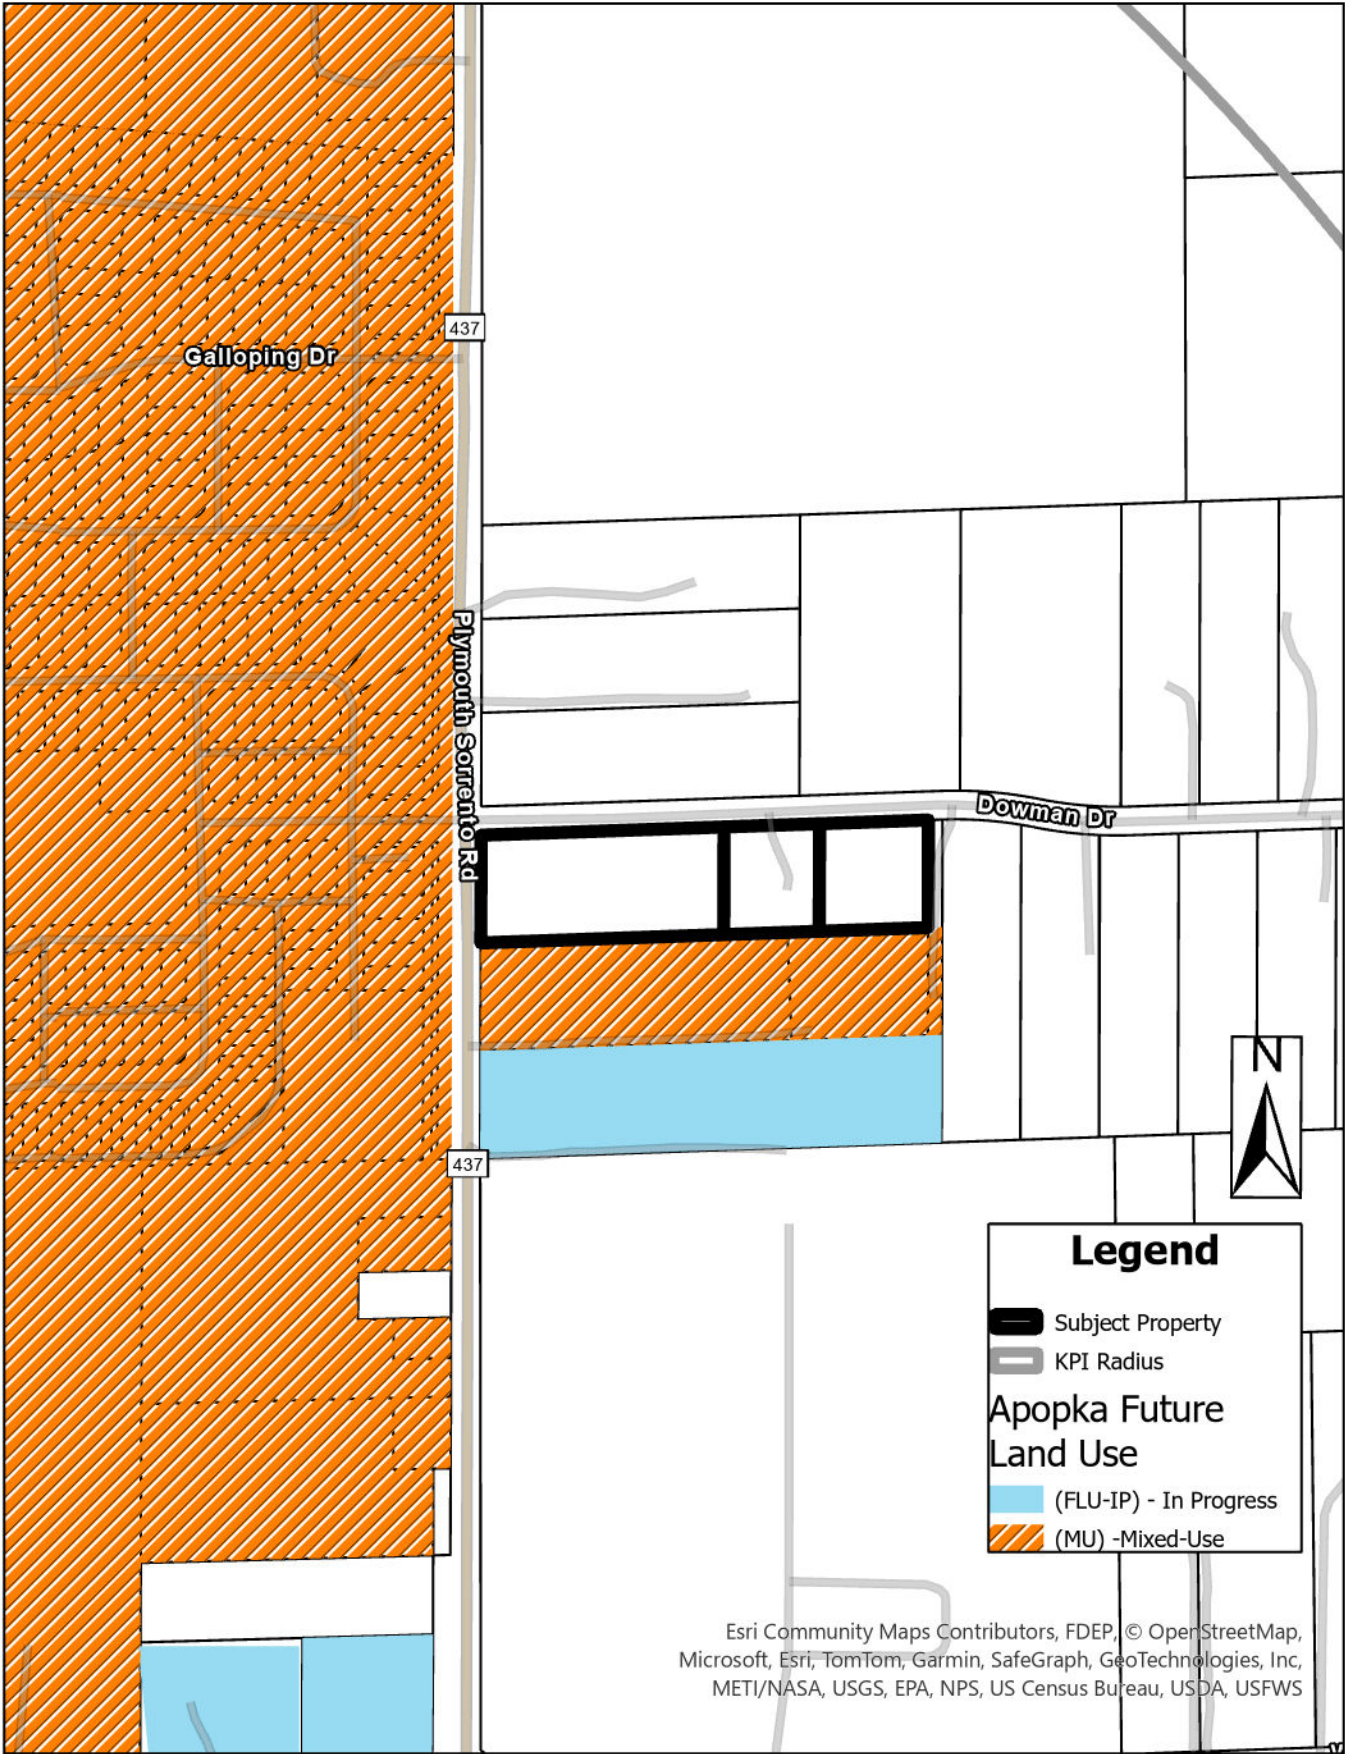 437
Galloping Dr
Plymouth Sorrento Rd
Dowman Dr
437
N
Legend
Subject Property
KPI Radius
Apopka Future
Land Use
(FLU-IP) - In Progress
(MU) -Mixed-Use
Esri Community Maps Contributors, FDEP, © OpenStreetMap,
Microsoft, Esri, TomTom, Garmin, SafeGraph, GeoTechnologies, Inc,
METI/NASA, USGS, EPA, NPS, US Census Bureau, USDA, USFWS